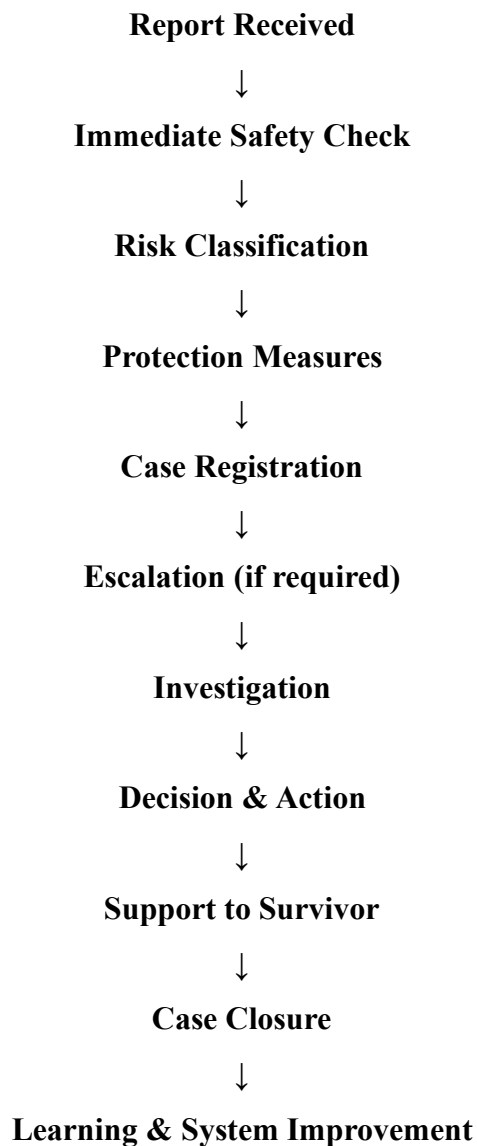 Report Received
↓
Immediate Safety Check
↓
Risk Classification
↓
Protection Measures
↓
Case Registration
↓
Escalation (if required)
↓
Investigation
↓
Decision & Action
↓
Support to Survivor
↓
Case Closure
↓
Learning & System Improvement